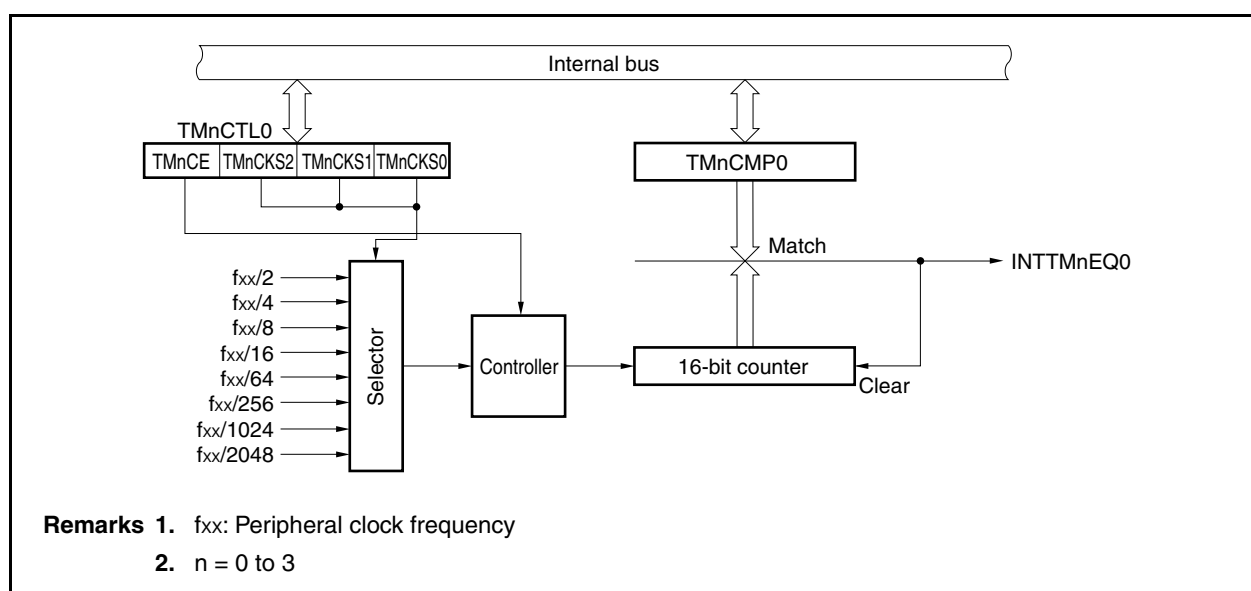 Internal bus
TMnCTL0
TMnCE TMnCKS2 TMnCKS1 TMnCKS0
TMnCMP0
Match
INTTMnEQ0
fxx/2
fxx/4
fxx/8
fxx/16
fxx/64
fxx/256
fxx/1024
fxx/2048
Selector
Controller
16-bit counter
Clear
Remarks 1. fxx: Peripheral clock frequency
2. n = 0 to 3